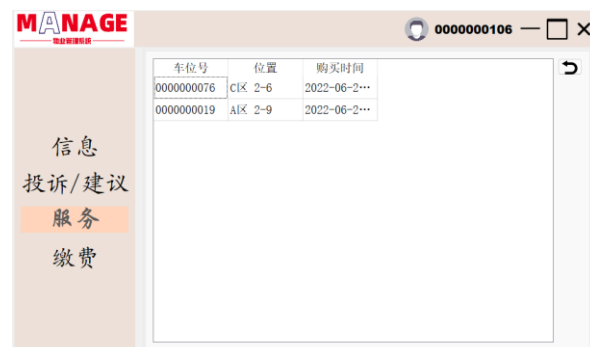 MANAGE
物业管理系统
0000000106
车位号 位置 购买时间
0000000076 C区 2-6 2022-06-2…
0000000019 A区 2-9 2022-06-2…
信息
投诉/建议
服务
缴费